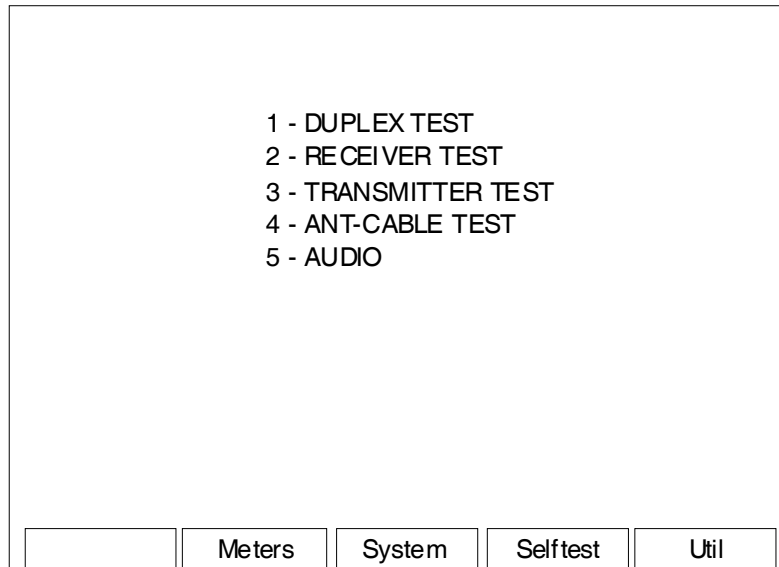 1 - DUPLEX TEST
2 - RECEIVER TEST
3 - TRANSMITTER TEST
4 - ANT-CABLE TEST
5 - AUDIO
Meters System Selftest Util